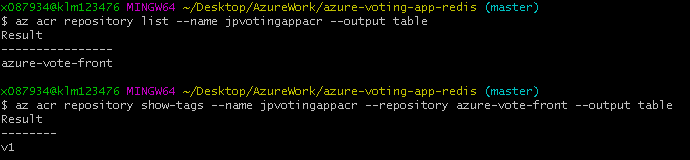 x087934@klm123476 MINGW64 ~/Desktop/AzureWork/azure-voting-app-redis (master)
$ az acr repository list --name jpvotingappacr --output table
Result
----------------
azure-vote-front
x087934@klm123476 MINGW64 ~/Desktop/AzureWork/azure-voting-app-redis (master)
$ az acr repository show-tags --name jpvotingappacr --repository azure-vote-front --output table
Result
--------
v1